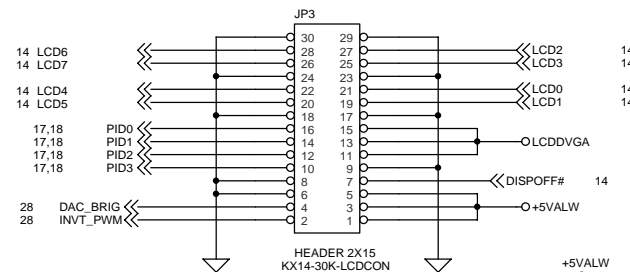 JP3
30 29
14 LCD6 28 27 LCD2 14
14 LCD7 26 25 LCD3 14
24 23
14 LCD4 22 21 LCD0 14
14 LCD5 20 19 LCD1 14
18 17
17,18 PID0 16 15
17,18 PID1 14 13 LCDDVGA
17,18 PID2 12 11
17,18 PID3 10 9
8 7 DISPOFF# 14
6 5
28 DAC_BRIG 4 3 +5VALW
28 INVT_PWM 2 1
HEADER 2X15
KX14-30K-LCDCON
+5VALW